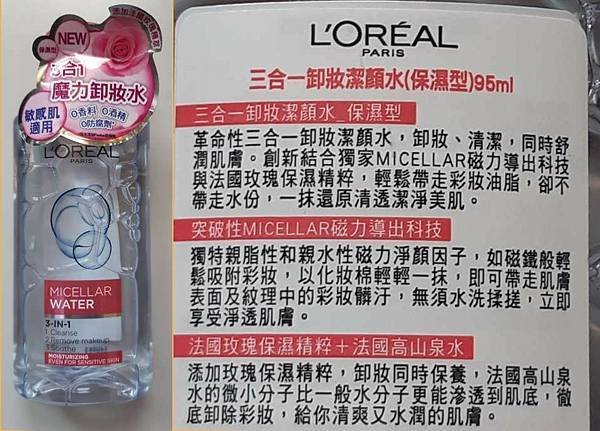 添加法國玫瑰精粹
保濕型
NEW
3合1
魔力卸妝水
敏感肌
適用
0香料 0酒精
0防腐劑*
L'ORÉAL
PARIS
MICELLAR
WATER
3-IN-1
1 Cleanse
2 Remove makeup
3 Soothe
MOISTURIZING
EVEN FOR SENSITIVE SKIN
L'ORÉAL
PARIS
三合一卸妝潔顏水(保濕型)95ml
三合一卸妝潔顏水_保濕型
革命性三合一卸妝潔顏水，卸妝、清潔，同時舒
潤肌膚。創新結合獨家MICELLAR磁力導出科技
與法國玫瑰保濕精粹，輕鬆帶走彩妝油脂，卻不
帶走水份，一抹還原清透潔淨美肌。
突破性MICELLAR磁力導出科技
獨特親脂性和親水性磁力淨顏因子，如磁鐵般輕
鬆吸附彩妝，以化妝棉輕輕一抹，即可帶走肌膚
表面及紋理中的彩妝髒汙，無須水洗揉搓，立即
享受淨透肌膚。
法國玫瑰保濕精粹＋法國高山泉水
添加玫瑰保濕精粹，卸妝同時保養，法國高山泉
水的微小分子比一般水分子更能滲透到肌底，徹
底卸除彩妝，給你清爽又水潤的肌膚。